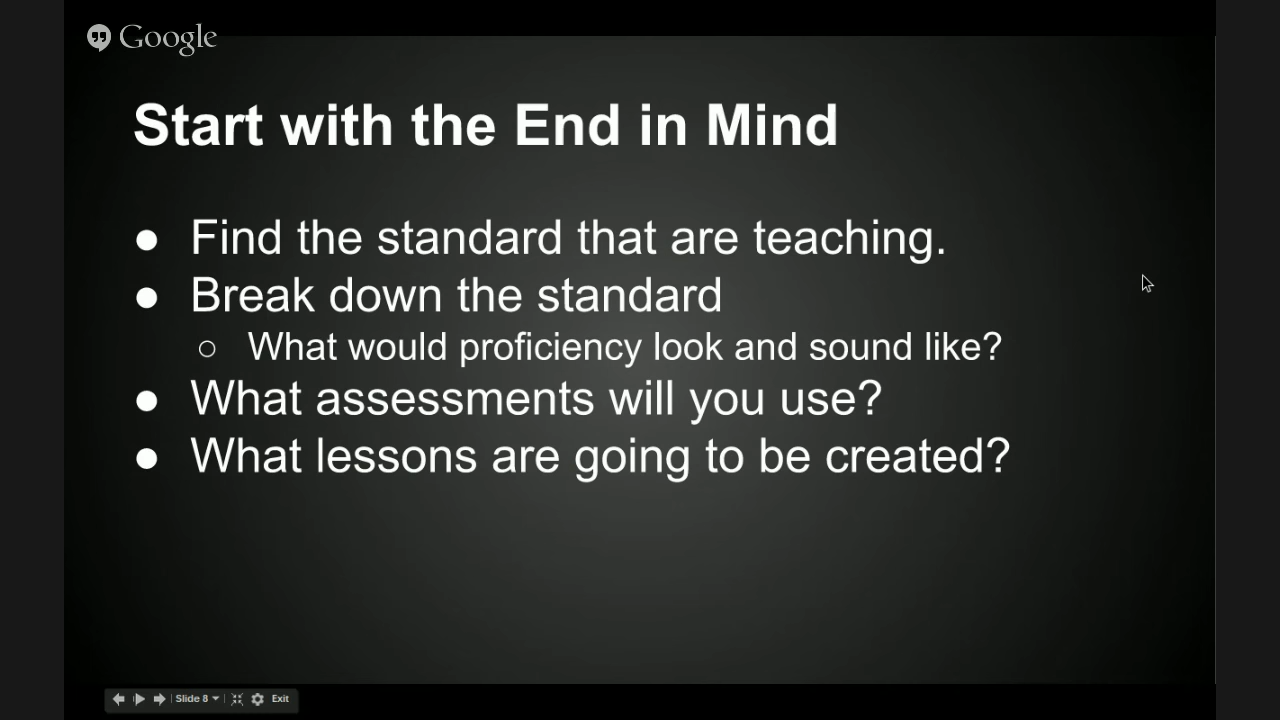 Google
Start with the End in Mind
● Find the standard that are teaching.
● Break down the standard
○ What would proficiency look and sound like?
● What assessments will you use?
● What lessons are going to be created?
Slide 8 Exit